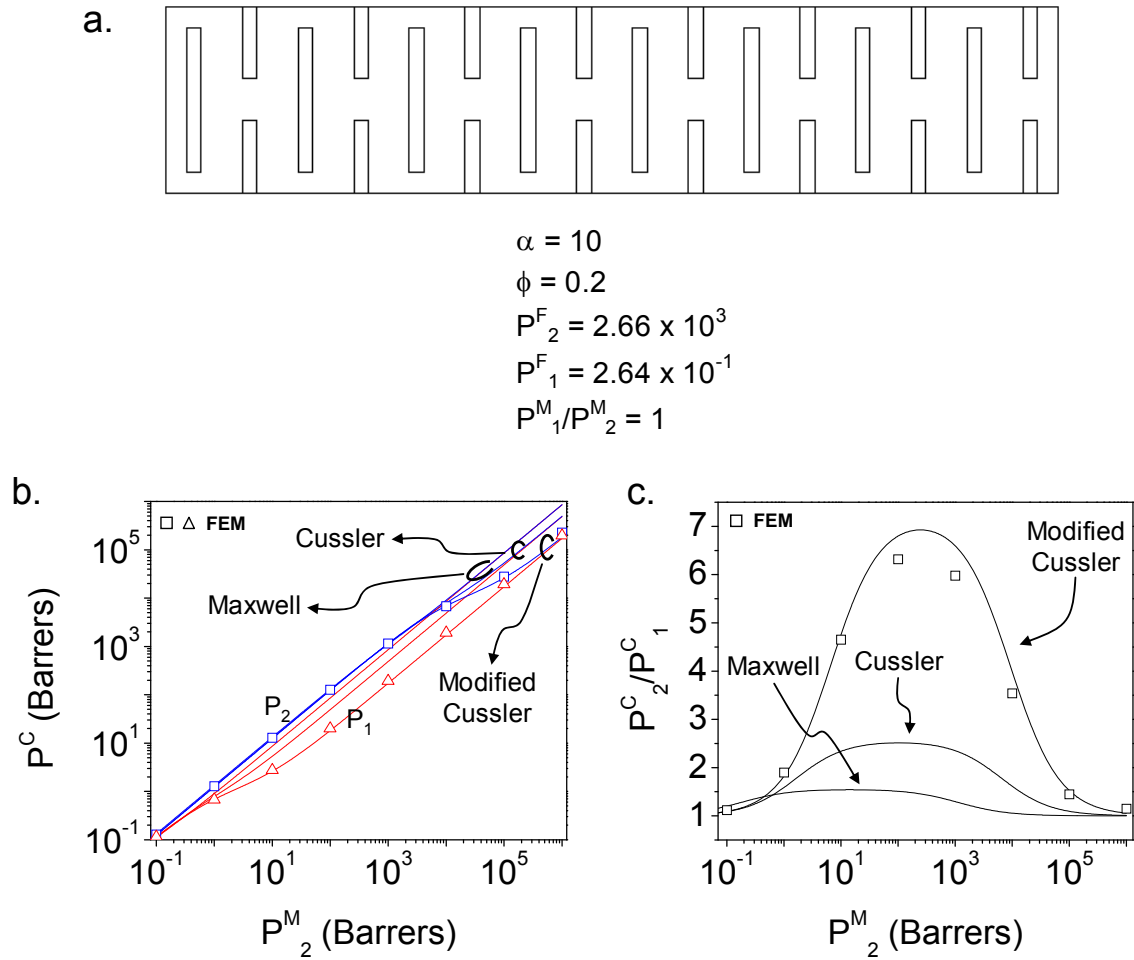 a.
α = 10
ϕ = 0.2
P^F_2 = 2.66 x 10^3
P^F_1 = 2.64 x 10^-1
P^M_1/P^M_2 = 1
b.
□ △ FEM
Cussler
Maxwell
P_2
P_1
Modified
Cussler
10^5
10^3
10^1
10^-1
P^C (Barrers)
10^-1 10^1 10^3 10^5
P^M_2 (Barrers)
c.
□ FEM
Modified
Cussler
Maxwell
Cussler
7
6
5
4
3
2
1
P^C_2/P^C_1
10^-1 10^1 10^3 10^5
P^M_2 (Barrers)